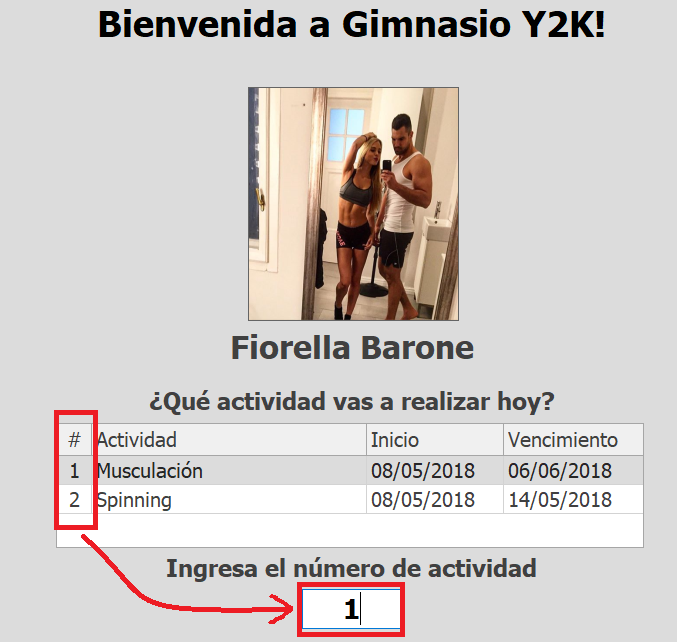 Bienvenida a Gimnasio Y2K!
Fiorella Barone
¿Qué actividad vas a realizar hoy?
# Actividad Inicio Vencimiento
1 Musculación 08/05/2018 06/06/2018
2 Spinning 08/05/2018 14/05/2018
Ingresa el número de actividad
1